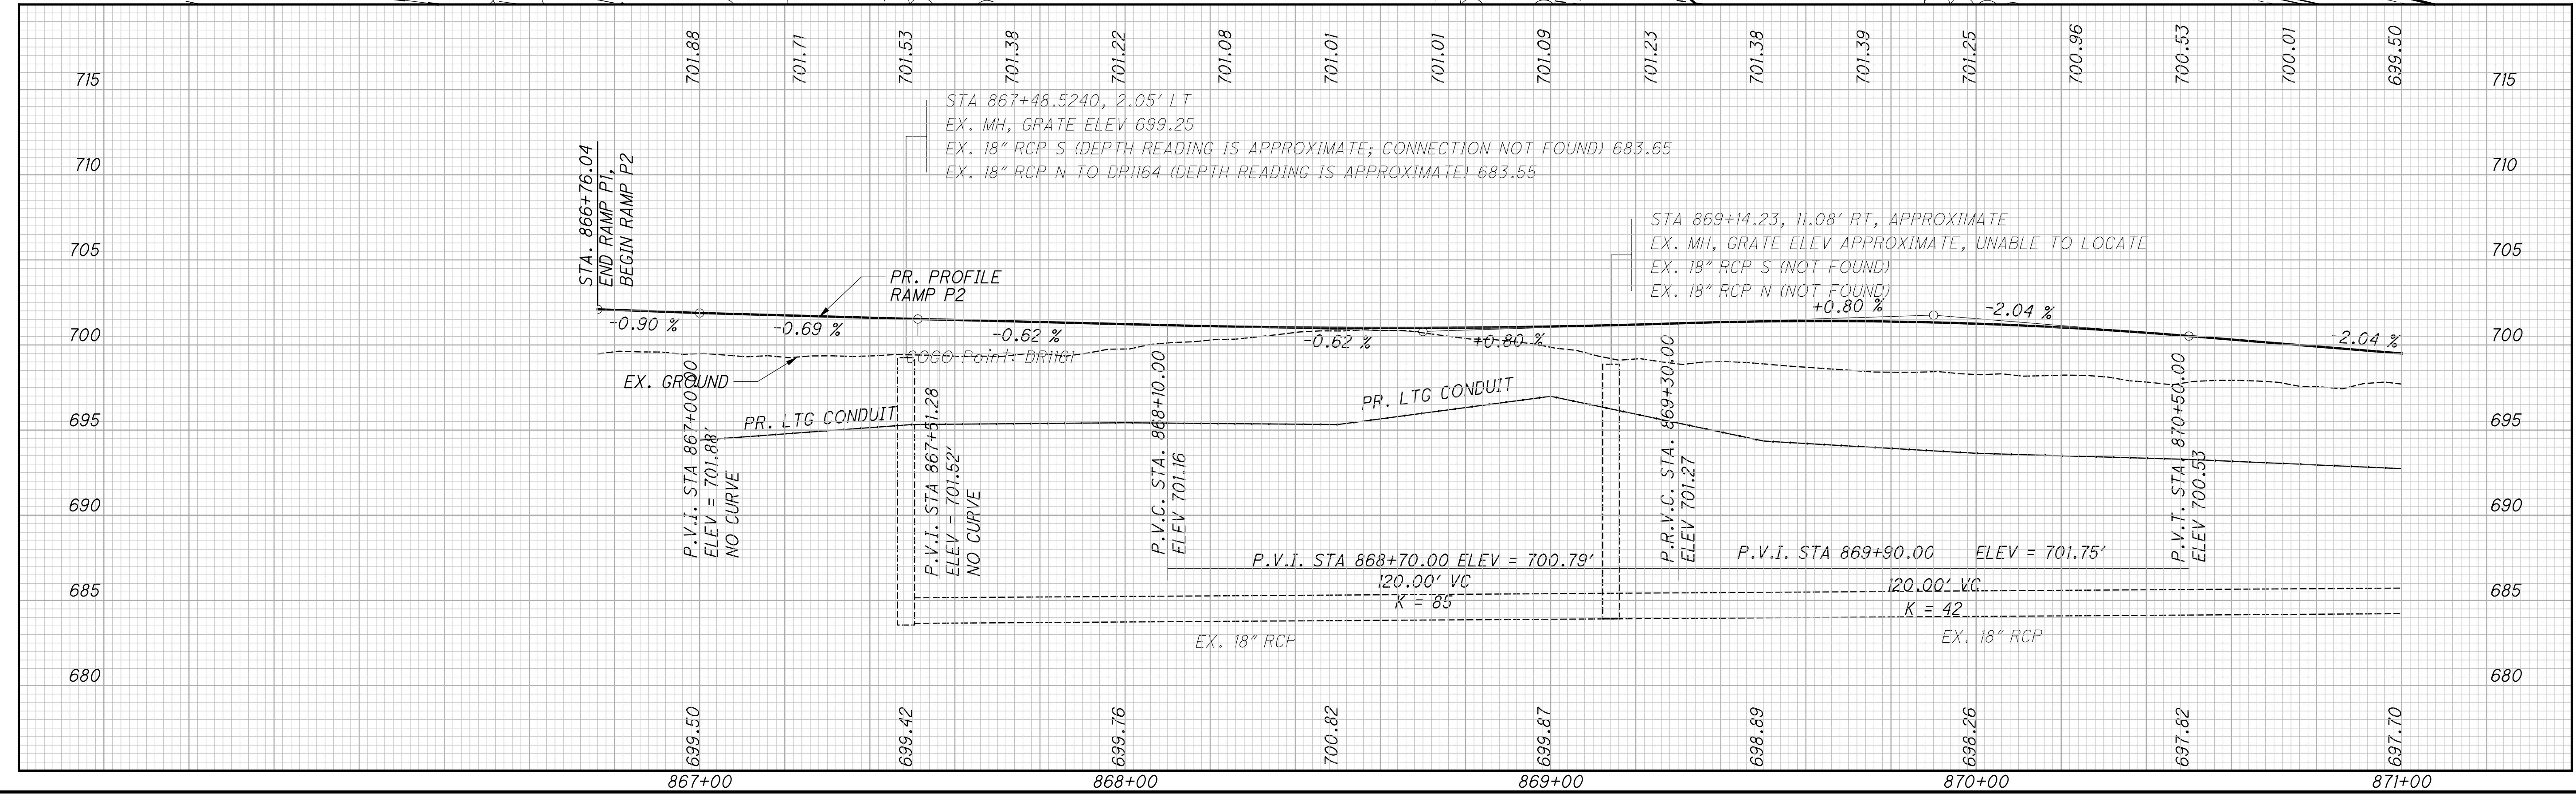 701.88
701.71
701.53
701.38
701.22
701.08
701.01
701.01
701.09
701.23
701.38
701.39
701.25
700.96
700.53
700.01
699.50
715
715
STA 867+48.5240, 2.05' LT
EX. MH, GRATE ELEV 699.25
EX. 18" RCP S (DEPTH READING IS APPROXIMATE; CONNECTION NOT FOUND) 683.65
EX. 18" RCP N TO DR1164 (DEPTH READING IS APPROXIMATE) 683.55
710
710
STA. 866+76.04
END RAMP P1,
BEGIN RAMP P2
STA 869+14.23, 11.08' RT, APPROXIMATE
EX. MH, GRATE ELEV APPROXIMATE, UNABLE TO LOCATE
EX. 18" RCP S (NOT FOUND)
EX. 18" RCP N (NOT FOUND)
705
705
PR. PROFILE
RAMP P2
-0.90 %
-0.69 %
-0.62 %
-0.62 %
+0.80 %
+0.80 %
-2.04 %
-2.04 %
700
700
GOGO Point: DR1161
EX. GROUND
695
695
PR. LTG CONDUIT
PR. LTG CONDUIT
P.V.I. STA 867+00.00
ELEV = 701.88'
NO CURVE
P.V.I. STA 867+51.28
ELEV = 701.52'
NO CURVE
P.V.C. STA. 868+10.00
ELEV 701.16
P.R.V.C. STA. 869+30.00
ELEV 701.27
P.V.T. STA. 870+50.00
ELEV 700.53
690
690
P.V.I. STA 868+70.00 ELEV = 700.79'
120.00' VC
K = 85
P.V.I. STA 869+90.00 ELEV = 701.75'
120.00' VC
K = 42
685
685
EX. 18" RCP
EX. 18" RCP
680
680
699.50
699.42
699.76
700.82
699.87
698.89
698.26
697.82
697.70
867+00
868+00
869+00
870+00
871+00